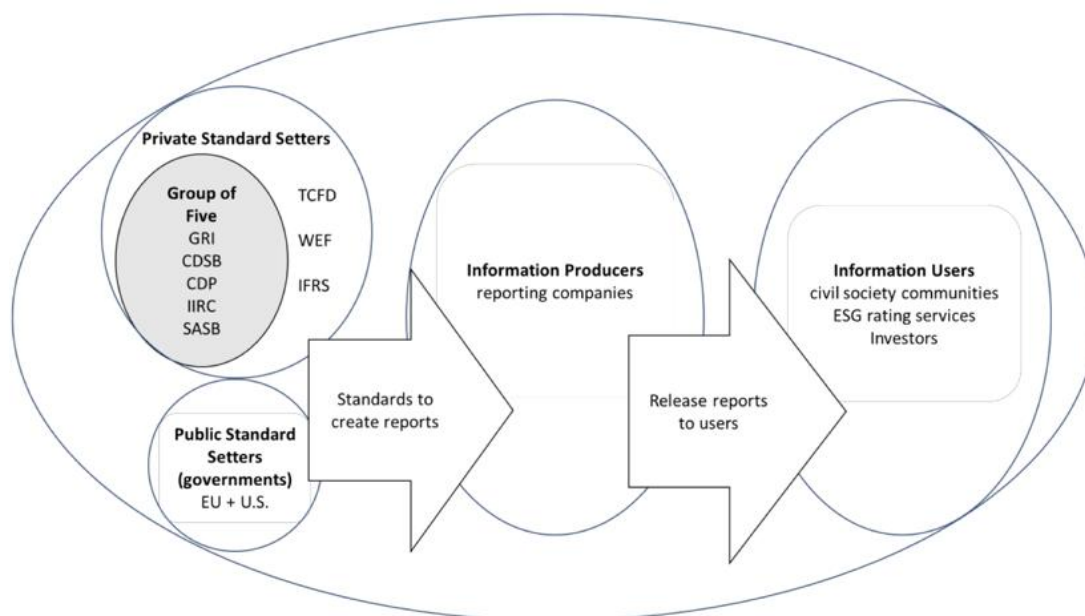 Private Standard Setters
Group of
Five
GRI
CDSB
CDP
IIRC
SASB
TCFD
WEF
IFRS
Public Standard
Setters
(governments)
EU + U.S.
Standards to
create reports
Information Producers
reporting companies
Release reports
to users
Information Users
civil society communities
ESG rating services
Investors